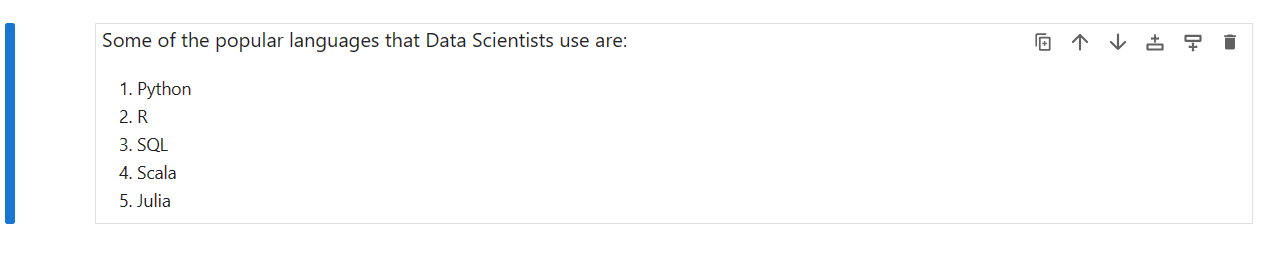 Some of the popular languages that Data Scientists use are:
1. Python
2. R
3. SQL
4. Scala
5. Julia